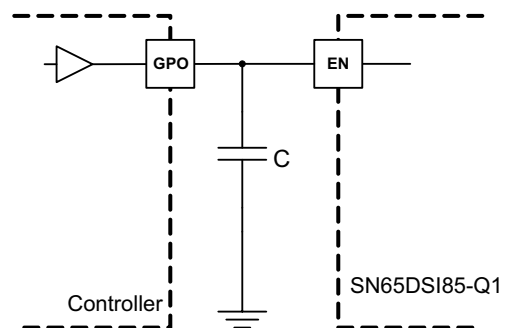 GPO
EN
C
SN65DSI85-Q1
Controller